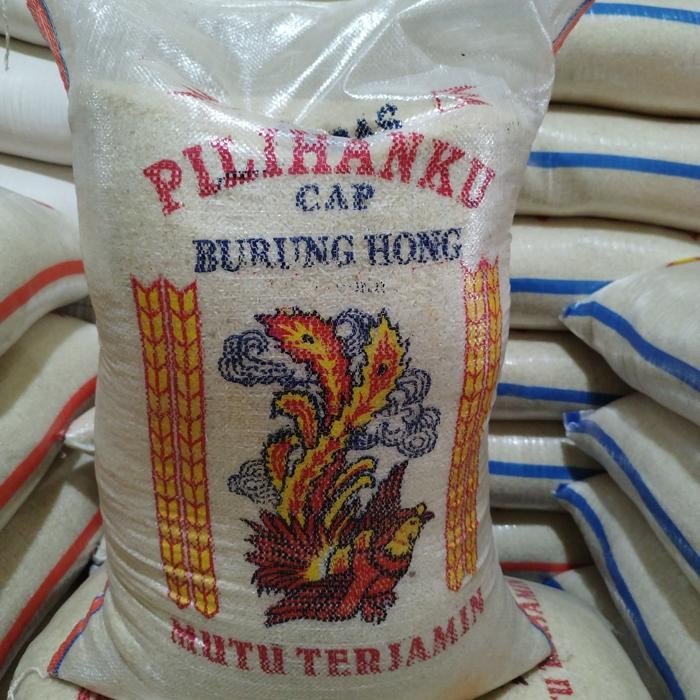 PILIHANKU
CAP
BURUNG HONG
MUTU TERJAMIN